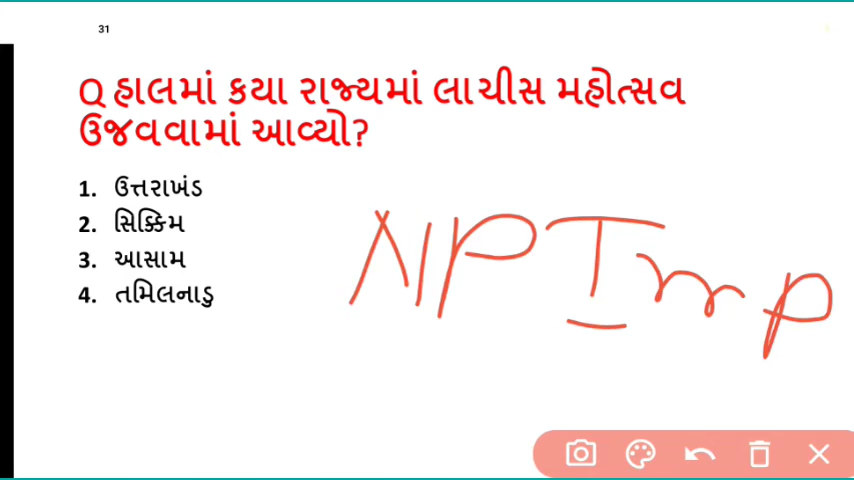 31
Q હાલમાં કયા રાજ્યમાં લાચીસ મહોત્સવ
ઉજવવામાં આવ્યો?
1. ઉત્તરાખંડ
2. સિક્કિમ
3. આસામ
4. તમિલનાડુ
NP Imp